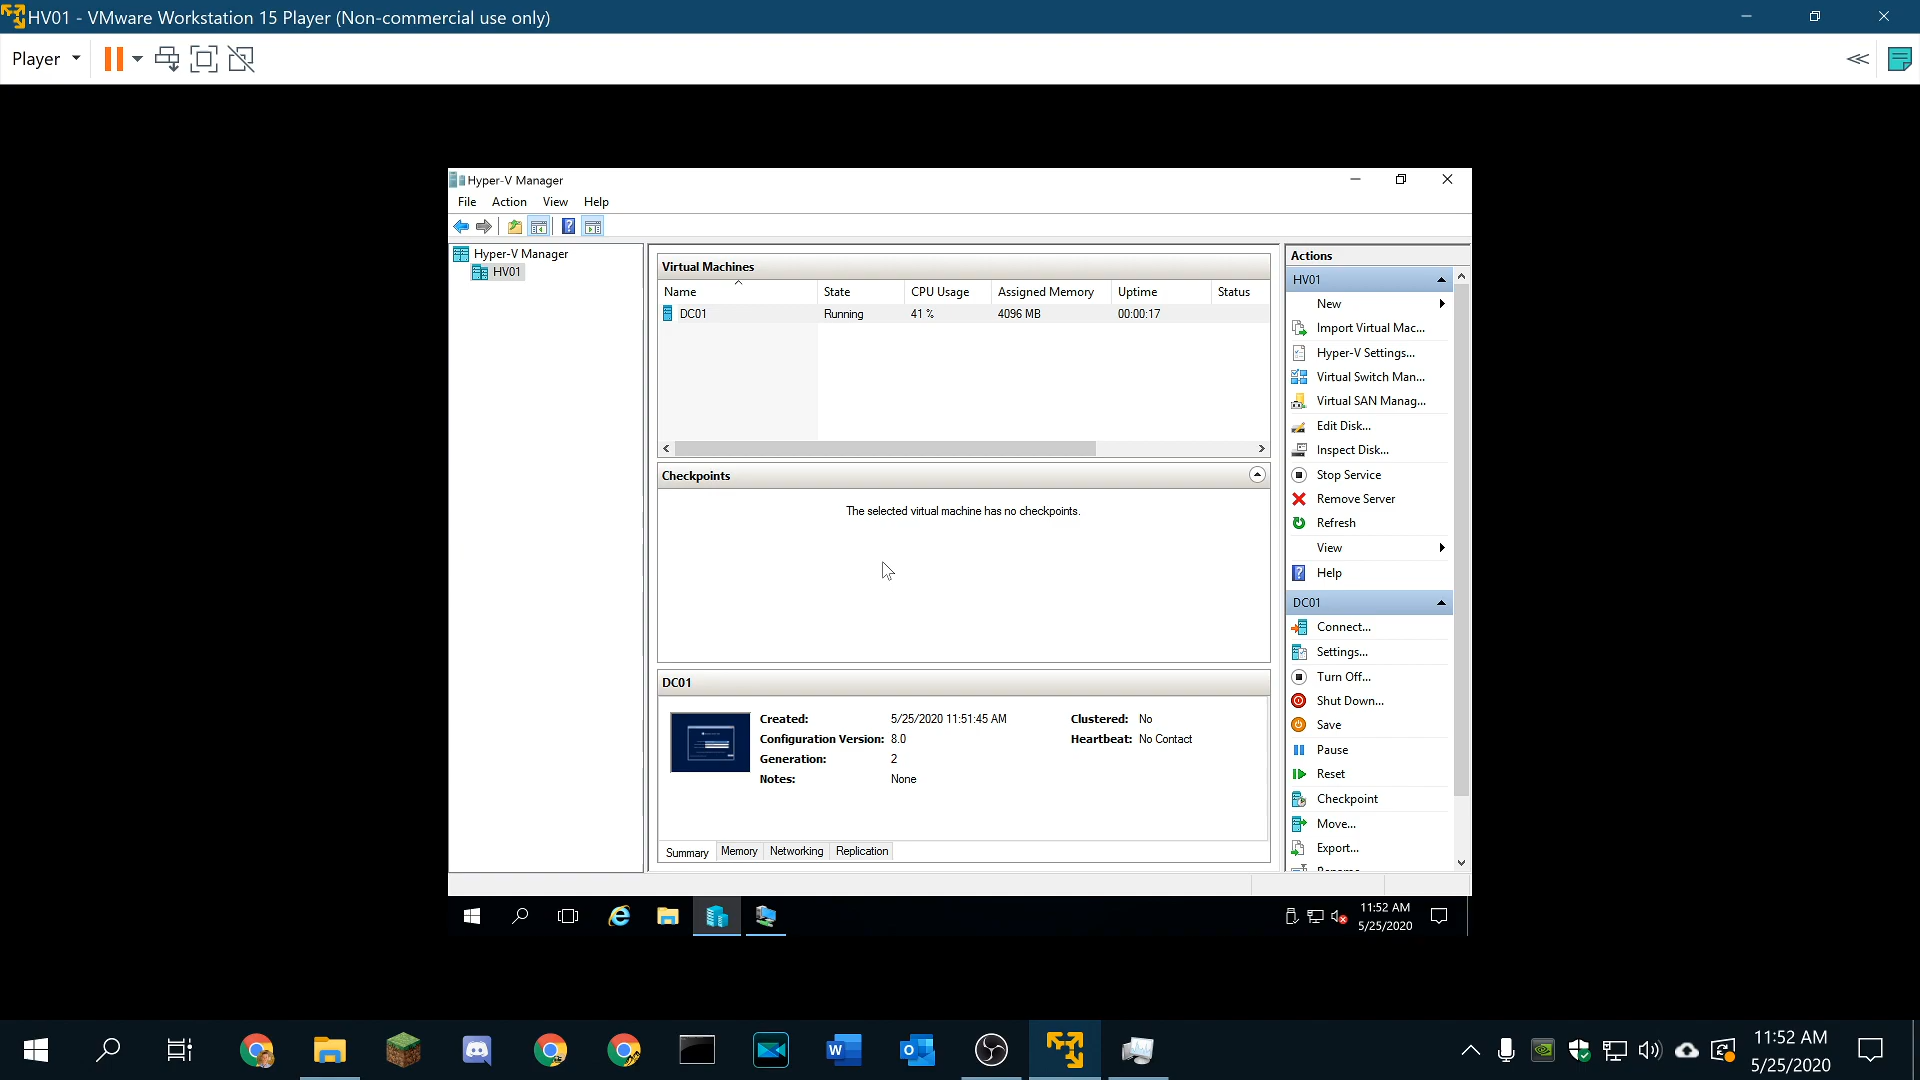 HV01 - VMware Workstation 15 Player (Non-commercial use only)
Player
Hyper-V Manager
File Action View Help
Hyper-V Manager
HV01
Virtual Machines
Name State CPU Usage Assigned Memory Uptime Status
DC01 Running 41 % 4096 MB 00:00:17
Checkpoints
The selected virtual machine has no checkpoints.
DC01
Created: 5/25/2020 11:51:45 AM Clustered: No
Configuration Version: 8.0 Heartbeat: No Contact
Generation: 2
Notes: None
Summary Memory Networking Replication
Actions
HV01
New
Import Virtual Mac...
Hyper-V Settings...
Virtual Switch Man...
Virtual SAN Manag...
Edit Disk...
Inspect Disk...
Stop Service
Remove Server
Refresh
View
Help
DC01
Connect...
Settings...
Turn Off...
Shut Down...
Save
Pause
Reset
Checkpoint
Move...
Export...
11:52 AM
5/25/2020
11:52 AM
5/25/2020